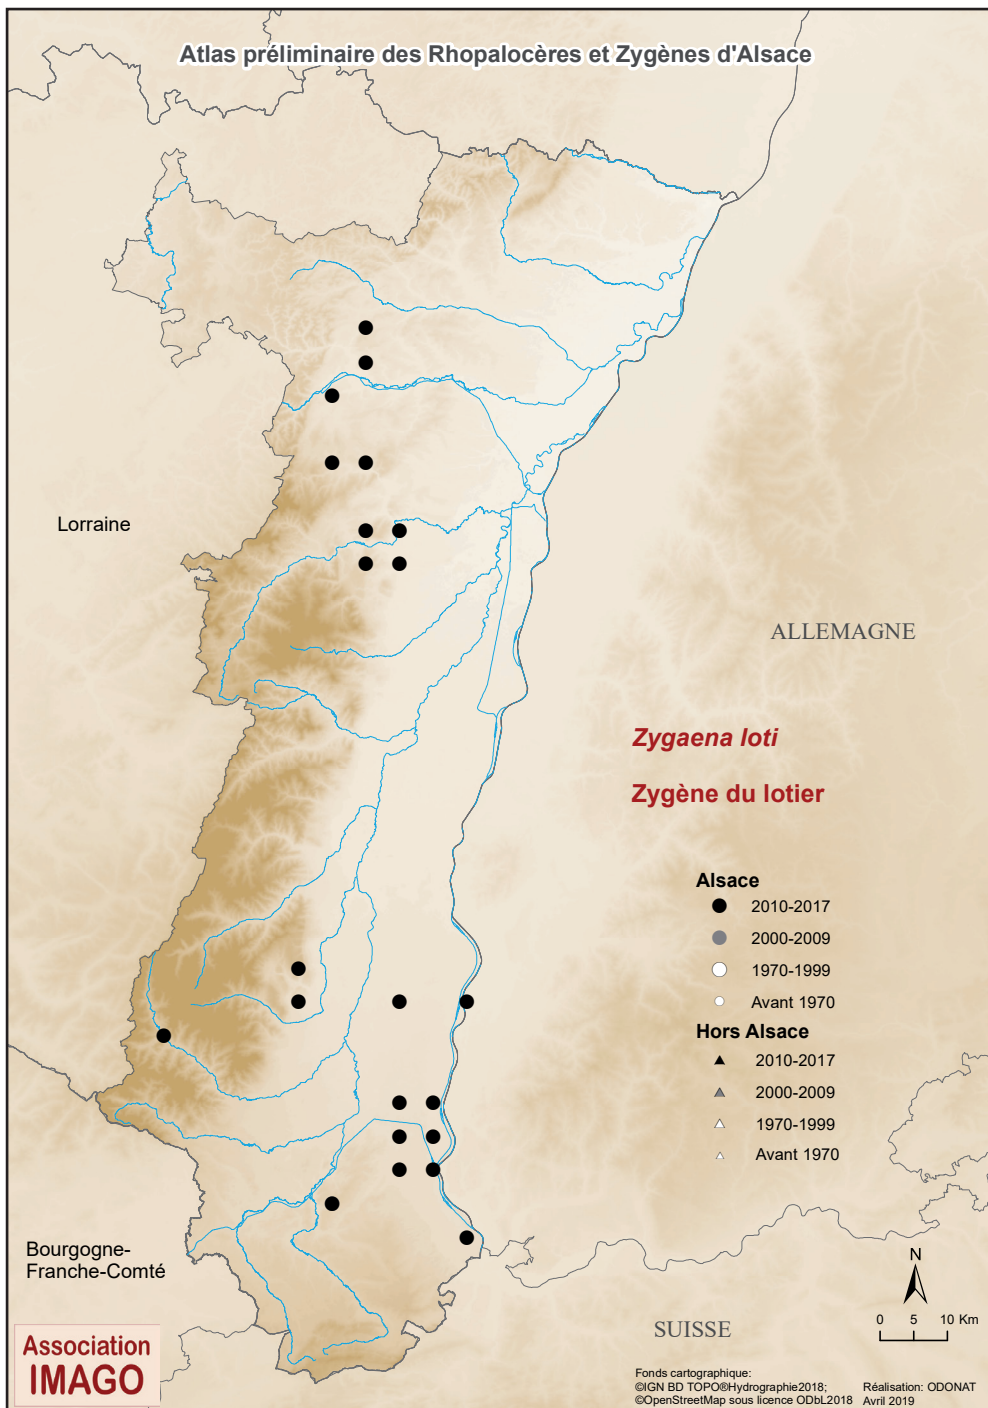 Atlas préliminaire des Rhopalocères et Zygènes d'Alsace
Lorraine
ALLEMAGNE
Zygaena loti
Zygène du lotier
Alsace
2010-2017
2000-2009
1970-1999
Avant 1970
Hors Alsace
2010-2017
2000-2009
1970-1999
Avant 1970
Bourgogne-
Franche-Comté
N
0 5 10 Km
SUISSE
Association
IMAGO
Fonds cartographique:
©IGN BD TOPO®Hydrographie2018;
©OpenStreetMap sous licence ODbL2018
Réalisation: ODONAT
Avril 2019